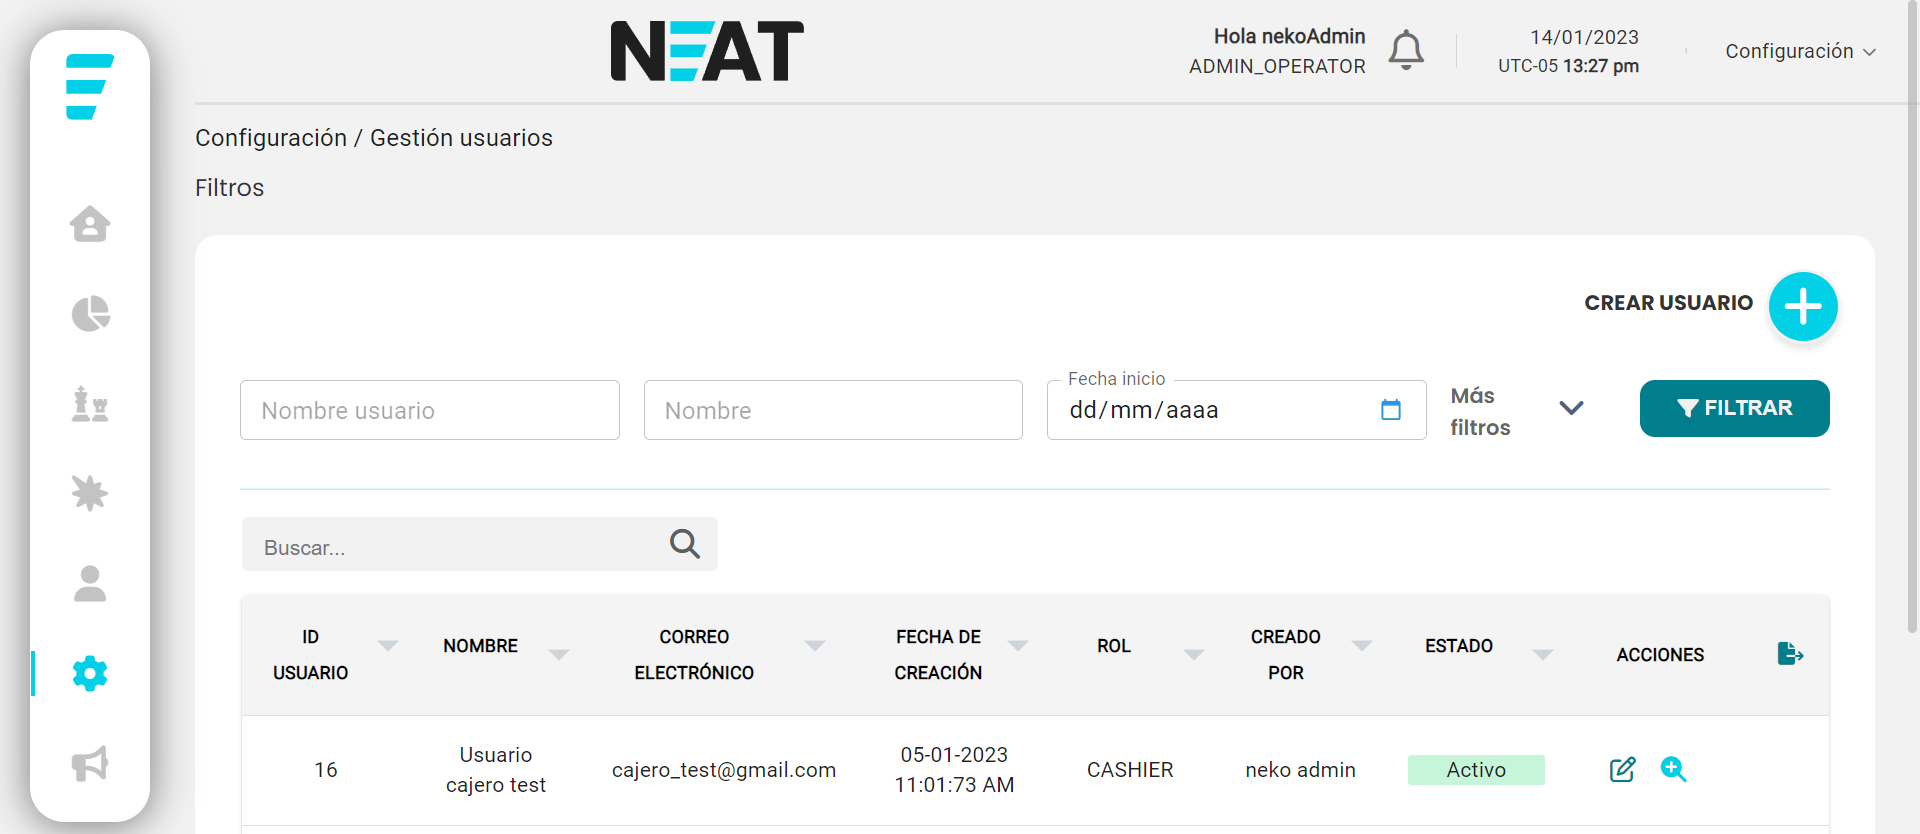 NEAT
Hola nekoAdmin
ADMIN_OPERATOR
14/01/2023
UTC-05 13:27 pm
Configuración
Configuración / Gestión usuarios
Filtros
CREAR USUARIO
Nombre usuario
Nombre
Fecha inicio
dd/mm/aaaa
Más
filtros
FILTRAR
Buscar...
ID
USUARIO
NOMBRE
CORREO
ELECTRÓNICO
FECHA DE
CREACIÓN
ROL
CREADO
POR
ESTADO
ACCIONES
16
Usuario
cajero test
cajero_test@gmail.com
05-01-2023
11:01:73 AM
CASHIER
neko admin
Activo